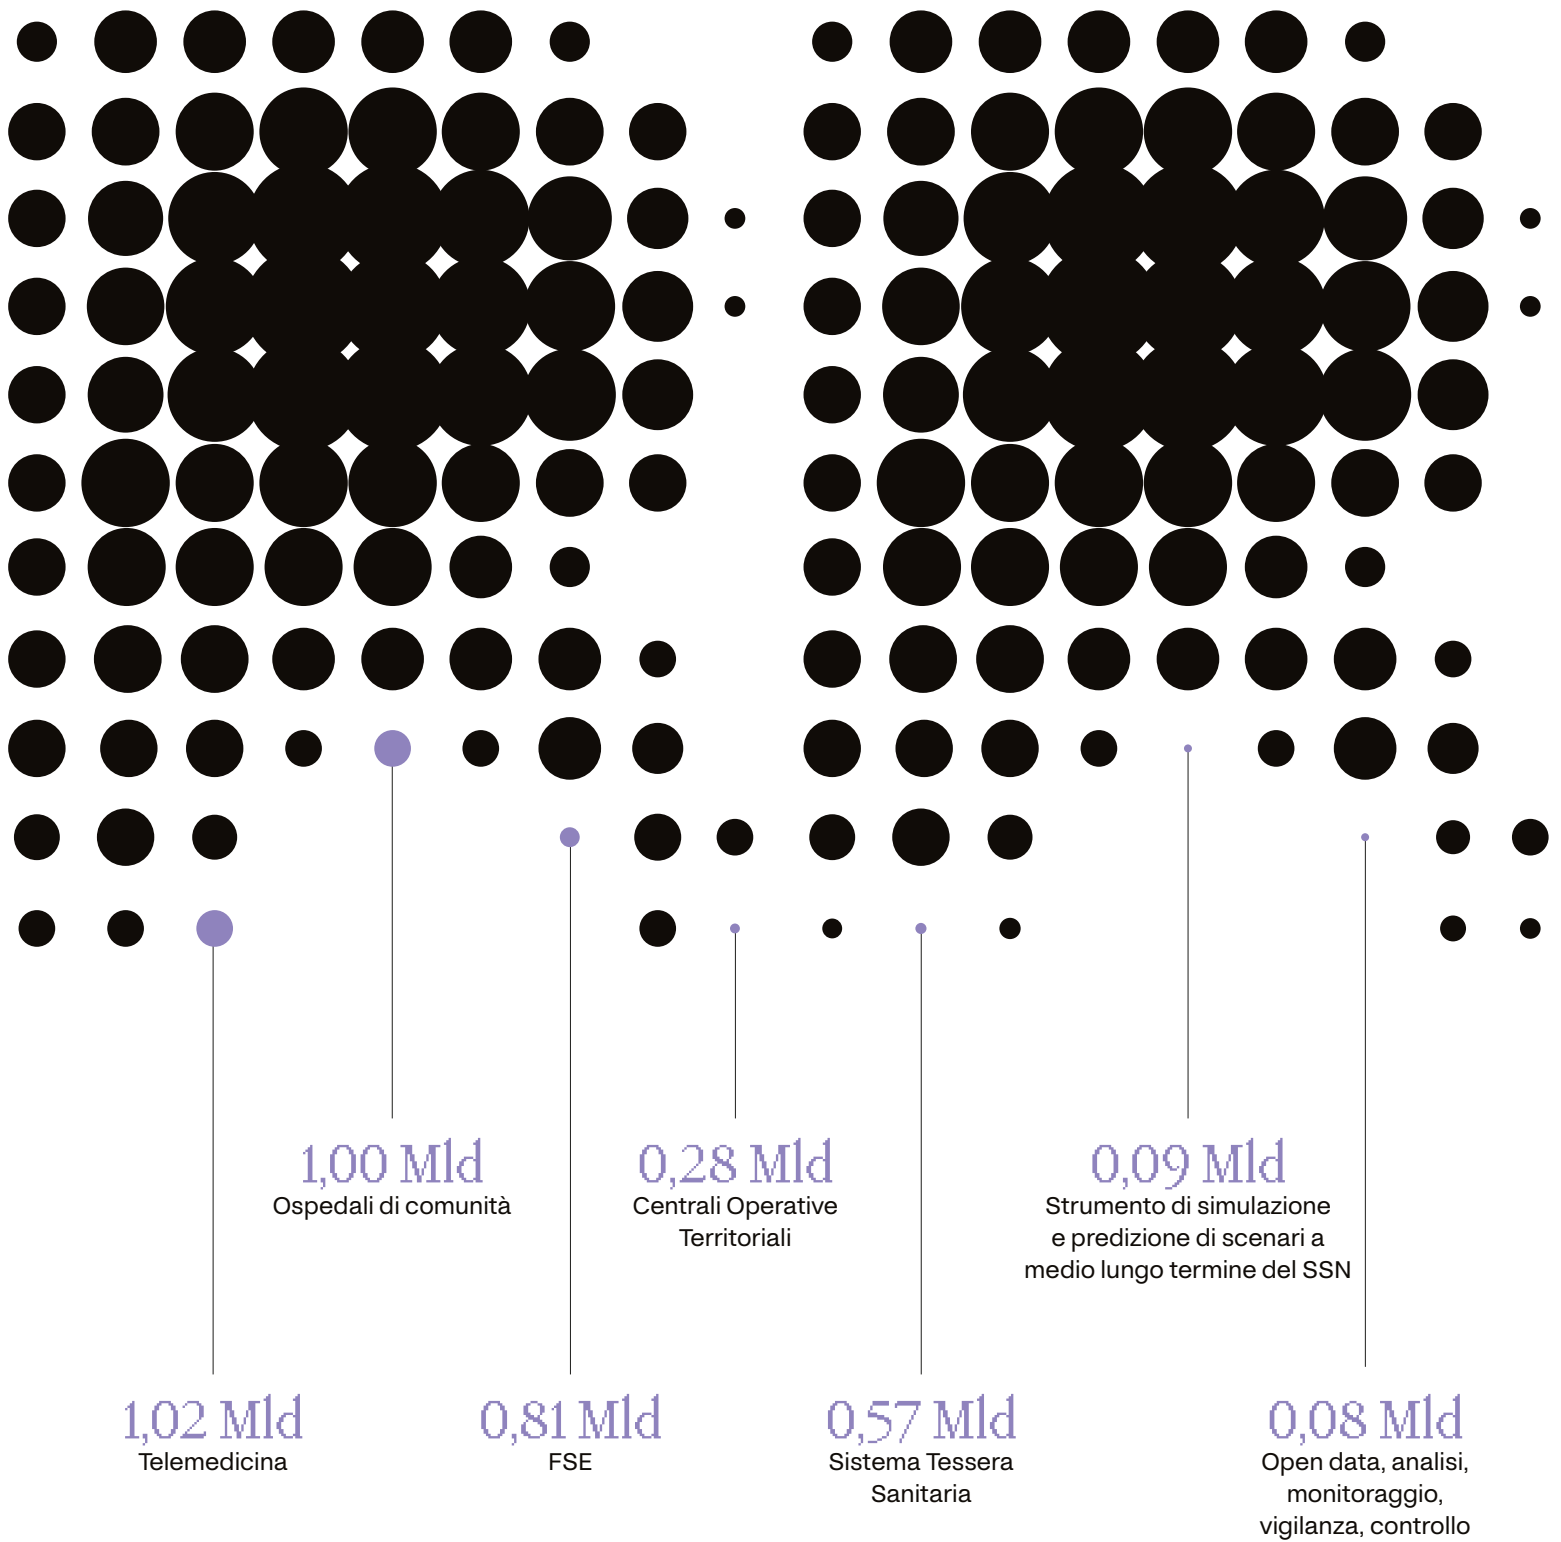 1,00 Mld
Ospedali di comunità
0,28 Mld
Centrali Operative
Territoriali
0,09 Mld
Strumento di simulazione
e predizione di scenari a
medio lungo termine del SSN
1,02 Mld
Telemedicina
0,81 Mld
FSE
0,57 Mld
Sistema Tessera
Sanitaria
0,08 Mld
Open data, analisi,
monitoraggio,
vigilanza, controllo